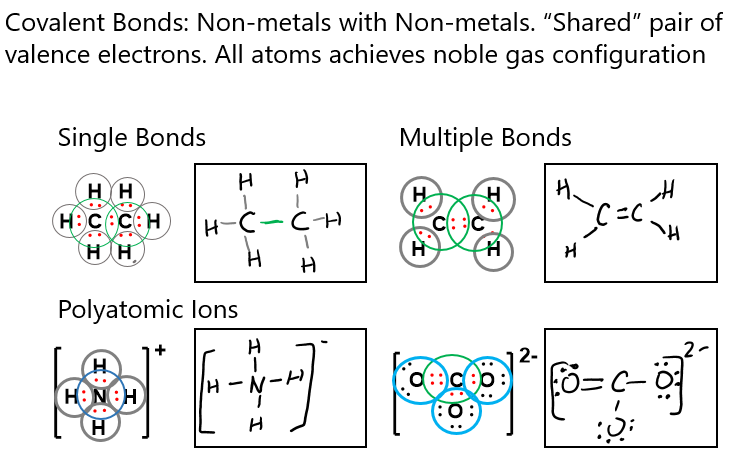 Covalent Bonds: Non-metals with Non-metals. “Shared” pair of
valence electrons. All atoms achieves noble gas configuration
Single Bonds
Multiple Bonds
H H
H:C:C:H
H H
H H
H-C-C-H
H H
H H
C::C
H H
H H
C=C
H H
Polyatomic Ions
[H +
H:N:H
H]
[H -
H-N-H
H]
[:O::C:O: 2-
:O:]
[:O=C-O: 2-
:O:]